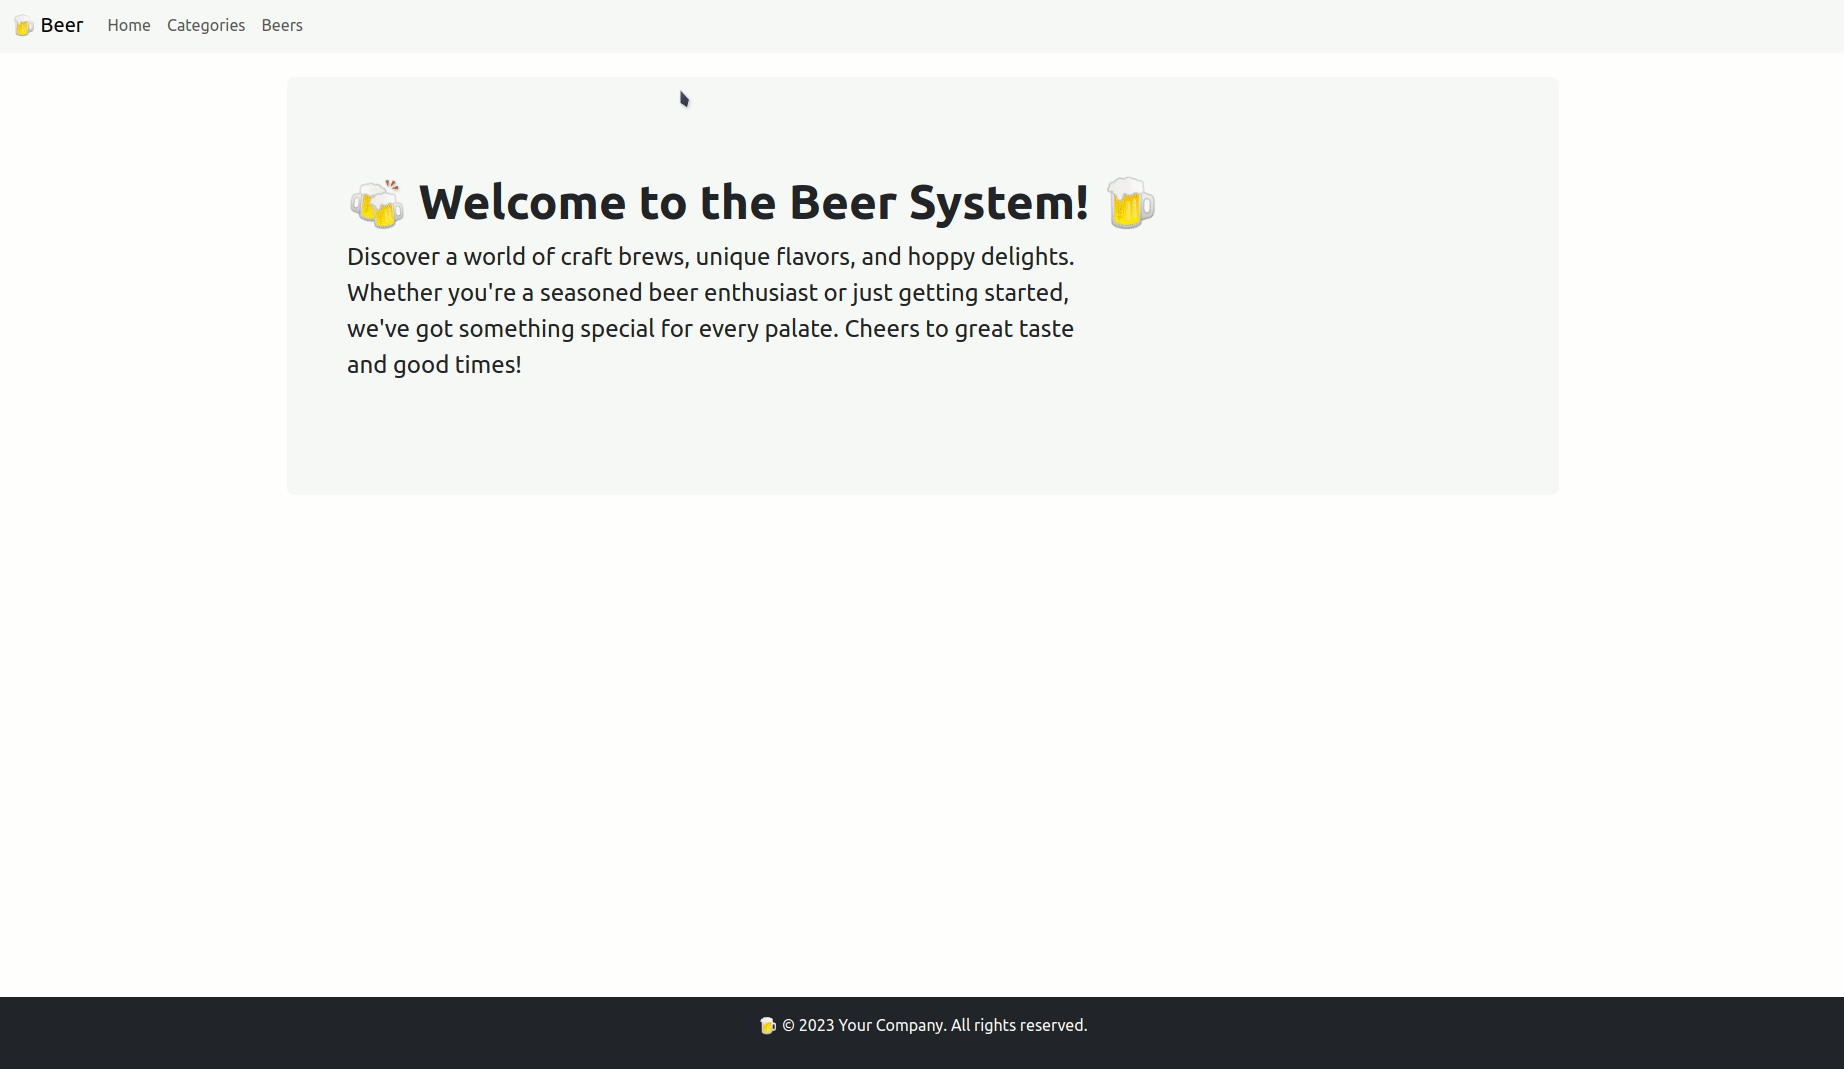 🍺 Beer Home Categories Beers
🍻 Welcome to the Beer System! 🍺
Discover a world of craft brews, unique flavors, and hoppy delights.
Whether you're a seasoned beer enthusiast or just getting started,
we've got something special for every palate. Cheers to great taste
and good times!
🍺 © 2023 Your Company. All rights reserved.